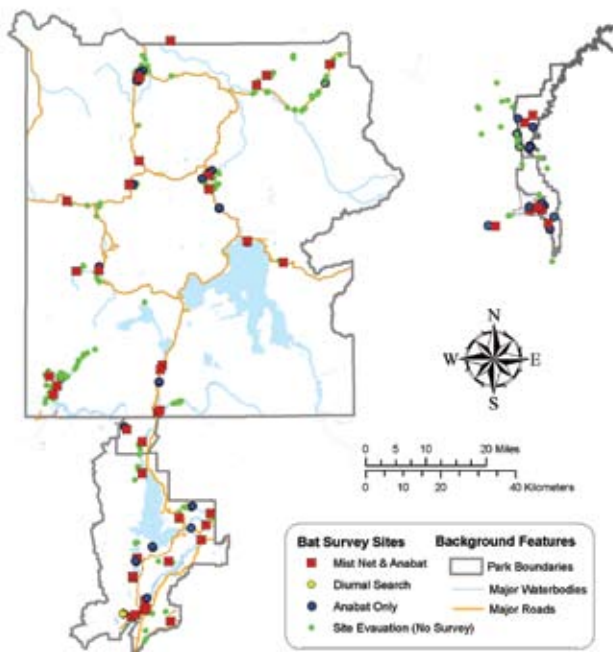 N
W E
S
0 10 20 Miles
0 10 20 40 Kilometers
Bat Survey Sites
Mist Net & Anabat
Diurnal Search
Anabat Only
Site Evauation (No Survey)
Background Features
Park Boundaries
Major Waterbodies
Major Roads